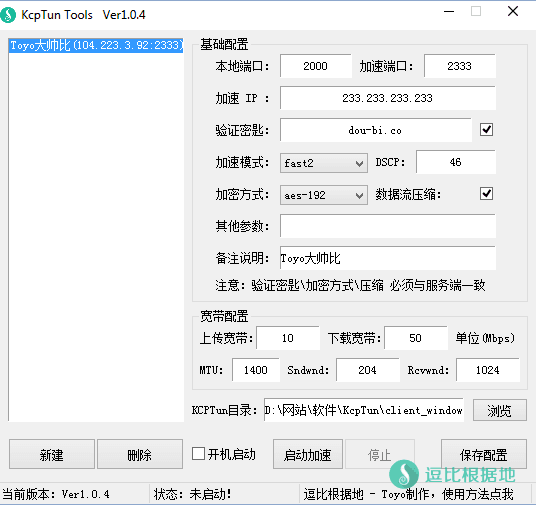 KcpTun Tools Ver1.0.4
Toyo大帅比(104.223.3.92:2333)
基础配置
本地端口: 2000 加速端口: 2333
加速 IP : 233.233.233.233
验证密匙: dou-bi.co
加速模式: fast2 DSCP: 46
加密方式: aes-192 数据流压缩:
其他参数:
备注说明: Toyo大帅比
注意: 验证密匙\加密方式\压缩 必须与服务端一致
宽带配置
上传宽带: 10 下载宽带: 50 单位(Mbps)
MTU: 1400 Sndwnd: 204 Rcvwnd: 1024
KCPTun目录: D:\网站\软件\KcpTun\client_window 浏览
新建 删除 开机启动 启动加速 停止 保存配置
逗比根据地
当前版本: Ver1.0.4 状态: 未启动! 逗比根据地 - Toyo制作, 使用方法点我